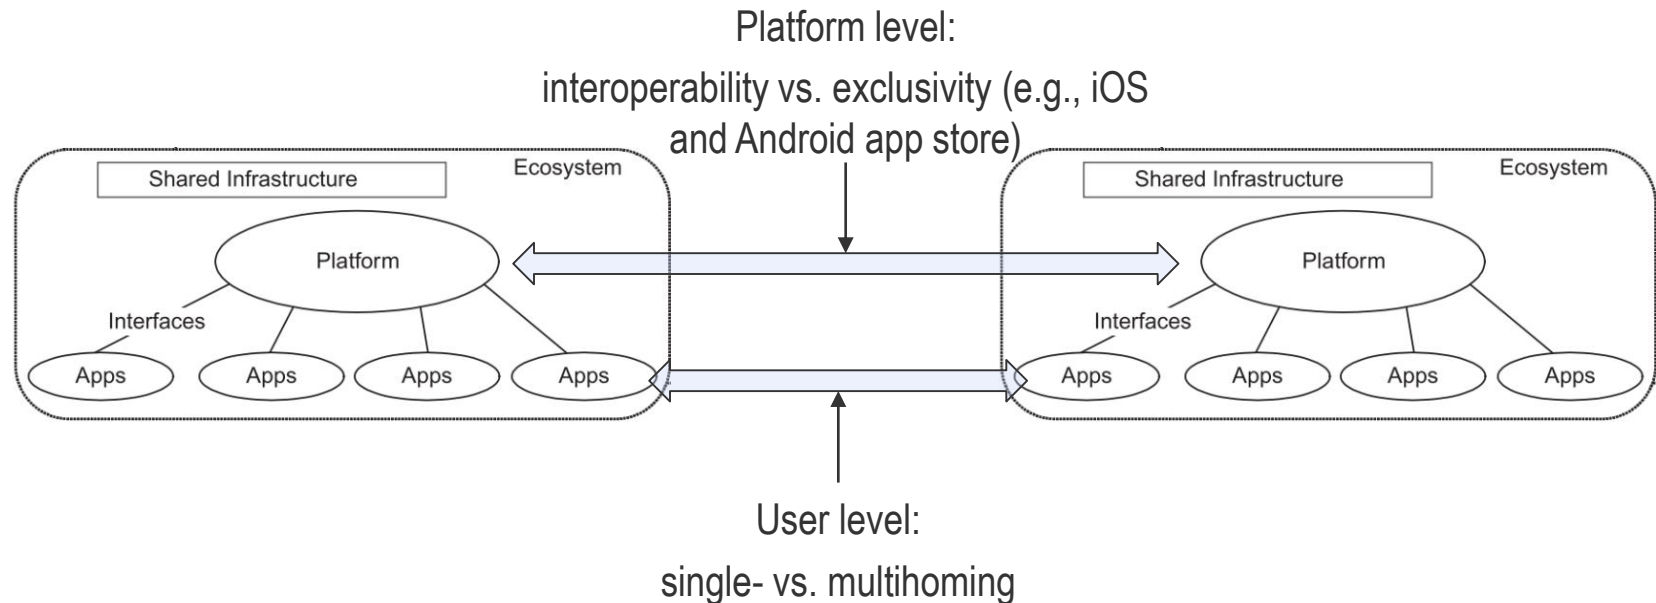 Platform level:
interoperability vs. exclusivity (e.g., iOS
and Android app store)
Shared Infrastructure
Ecosystem
Platform
Interfaces
Apps
Apps
Apps
Apps
Shared Infrastructure
Ecosystem
Platform
Interfaces
Apps
Apps
Apps
Apps
User level:
single- vs. multihoming